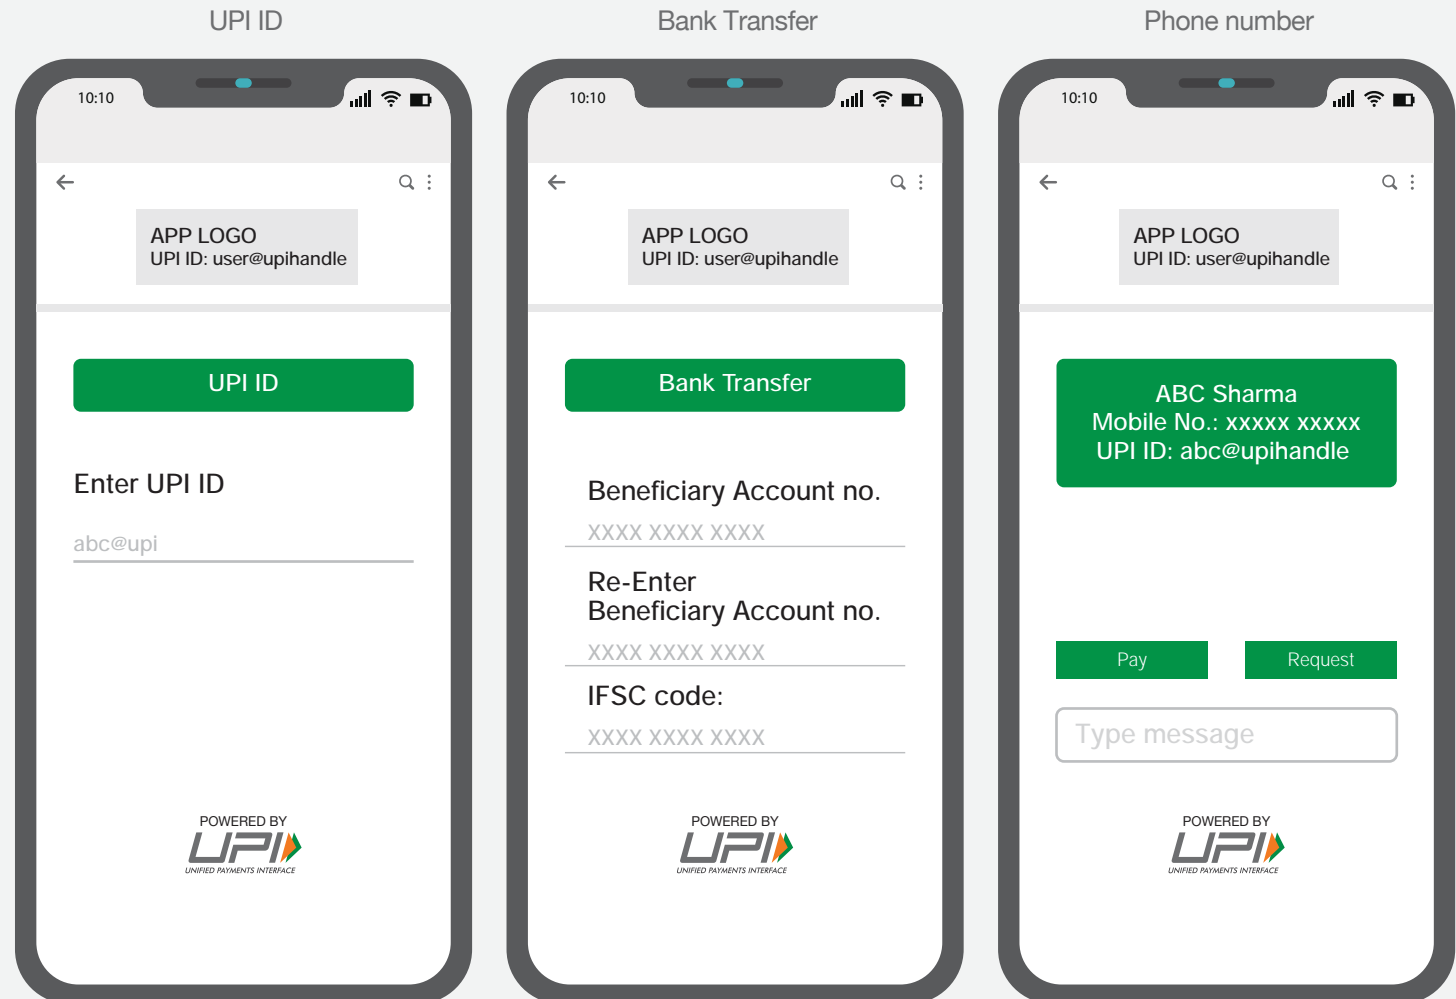 UPI ID
10:10
APP LOGO
UPI ID: user@upihandle
UPI ID
Enter UPI ID
abc@upi
POWERED BY
UPI
UNIFIED PAYMENTS INTERFACE
Bank Transfer
10:10
APP LOGO
UPI ID: user@upihandle
Bank Transfer
Beneficiary Account no.
XXXX XXXX XXXX
Re-Enter
Beneficiary Account no.
XXXX XXXX XXXX
IFSC code:
XXXX XXXX XXXX
POWERED BY
UPI
UNIFIED PAYMENTS INTERFACE
Phone number
10:10
APP LOGO
UPI ID: user@upihandle
ABC Sharma
Mobile No.: xxxxx xxxxx
UPI ID: abc@upihandle
Pay
Request
Type message
POWERED BY
UPI
UNIFIED PAYMENTS INTERFACE